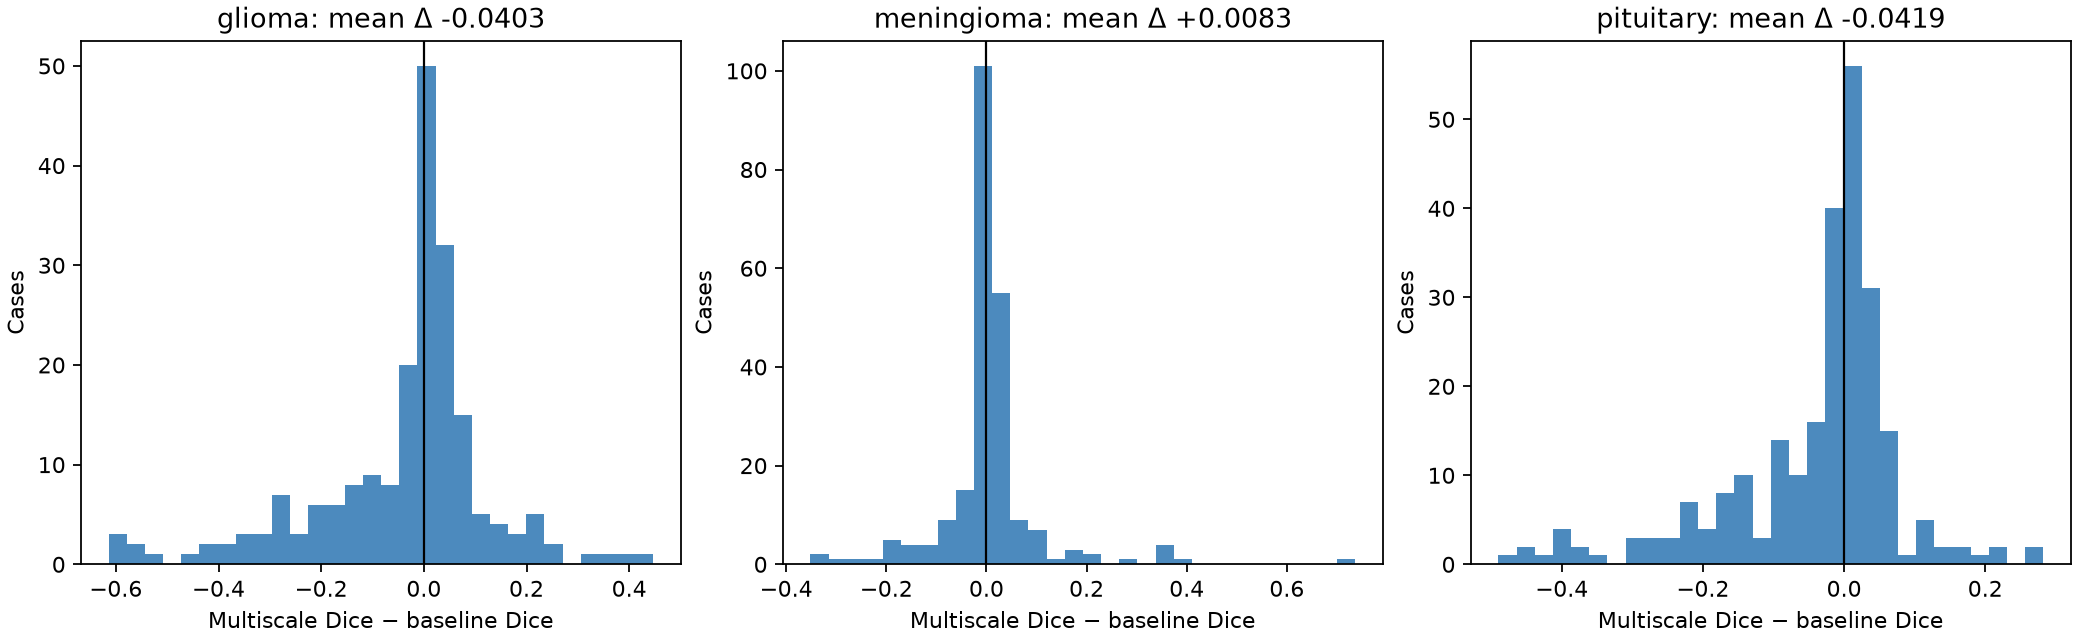 glioma: mean Δ -0.0403
50
40
30
20
10
0
Cases
−0.6 −0.4 −0.2 0.0 0.2 0.4
Multiscale Dice − baseline Dice
meningioma: mean Δ +0.0083
100
80
60
40
20
0
Cases
−0.4 −0.2 0.0 0.2 0.4 0.6
Multiscale Dice − baseline Dice
pituitary: mean Δ -0.0419
50
40
30
20
10
0
Cases
−0.4 −0.2 0.0 0.2
Multiscale Dice − baseline Dice